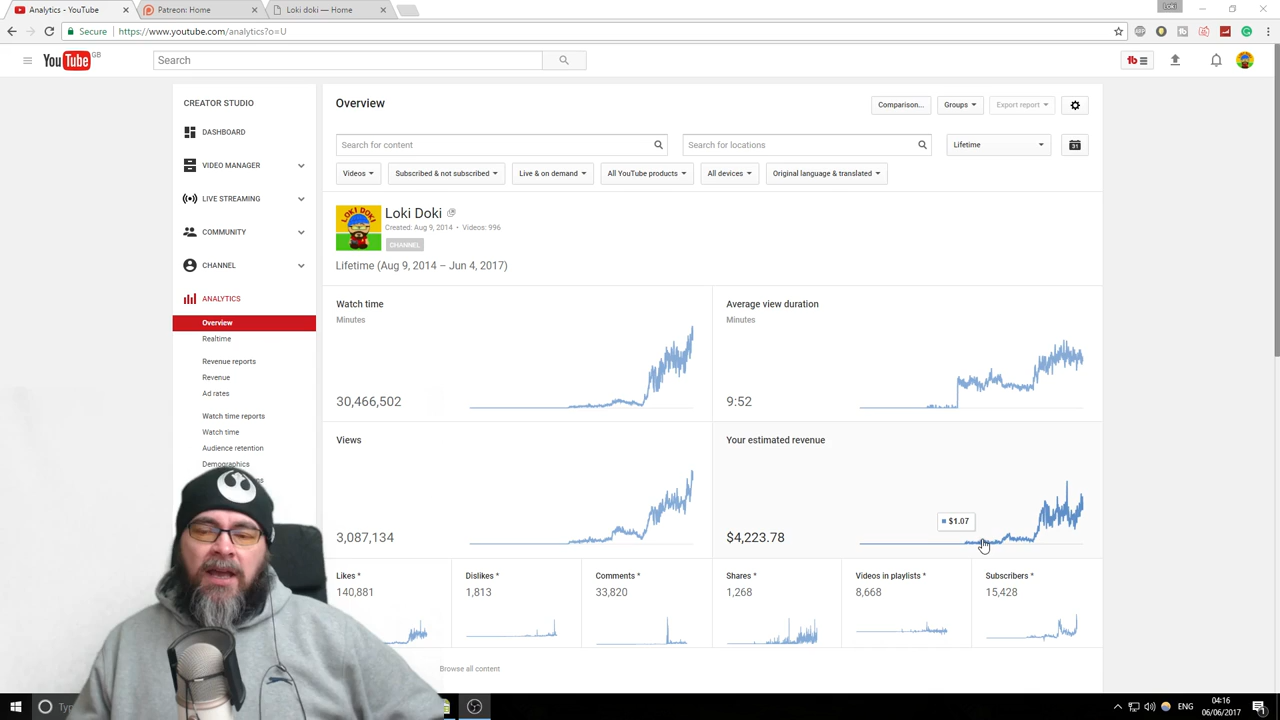 Analytics - YouTube
Patreon: Home
Loki doki — Home
Loki
Secure
https://www.youtube.com/analytics?o=U
YouTube GB
Search
CREATOR STUDIO
DASHBOARD
VIDEO MANAGER
LIVE STREAMING
COMMUNITY
CHANNEL
ANALYTICS
Overview
Realtime
Revenue reports
Revenue
Ad rates
Watch time reports
Watch time
Audience retention
Demographics
Overview
Comparison...
Groups
Export report
Search for content
Search for locations
Lifetime
31
Videos
Subscribed & not subscribed
Live & on demand
All YouTube products
All devices
Original language & translated
LOKI DOKI
Loki Doki
Created: Aug 9, 2014 • Videos: 996
CHANNEL
Lifetime (Aug 9, 2014 – Jun 4, 2017)
Watch time
Minutes
30,466,502
Average view duration
Minutes
9:52
Views
3,087,134
Your estimated revenue
$4,223.78
$1.07
Likes *
140,881
Dislikes *
1,813
Comments *
33,820
Shares *
1,268
Videos in playlists *
8,668
Subscribers *
15,428
Browse all content
ENG
04:16
06/06/2017